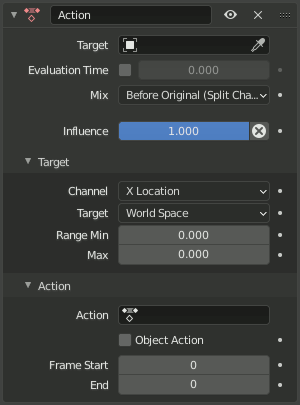 Action
Target
Evaluation Time 0.000
Mix Before Original (Split Cha...
Influence 1.000
Target
Channel X Location
Target World Space
Range Min 0.000
Max 0.000
Action
Action
Object Action
Frame Start 0
End 0